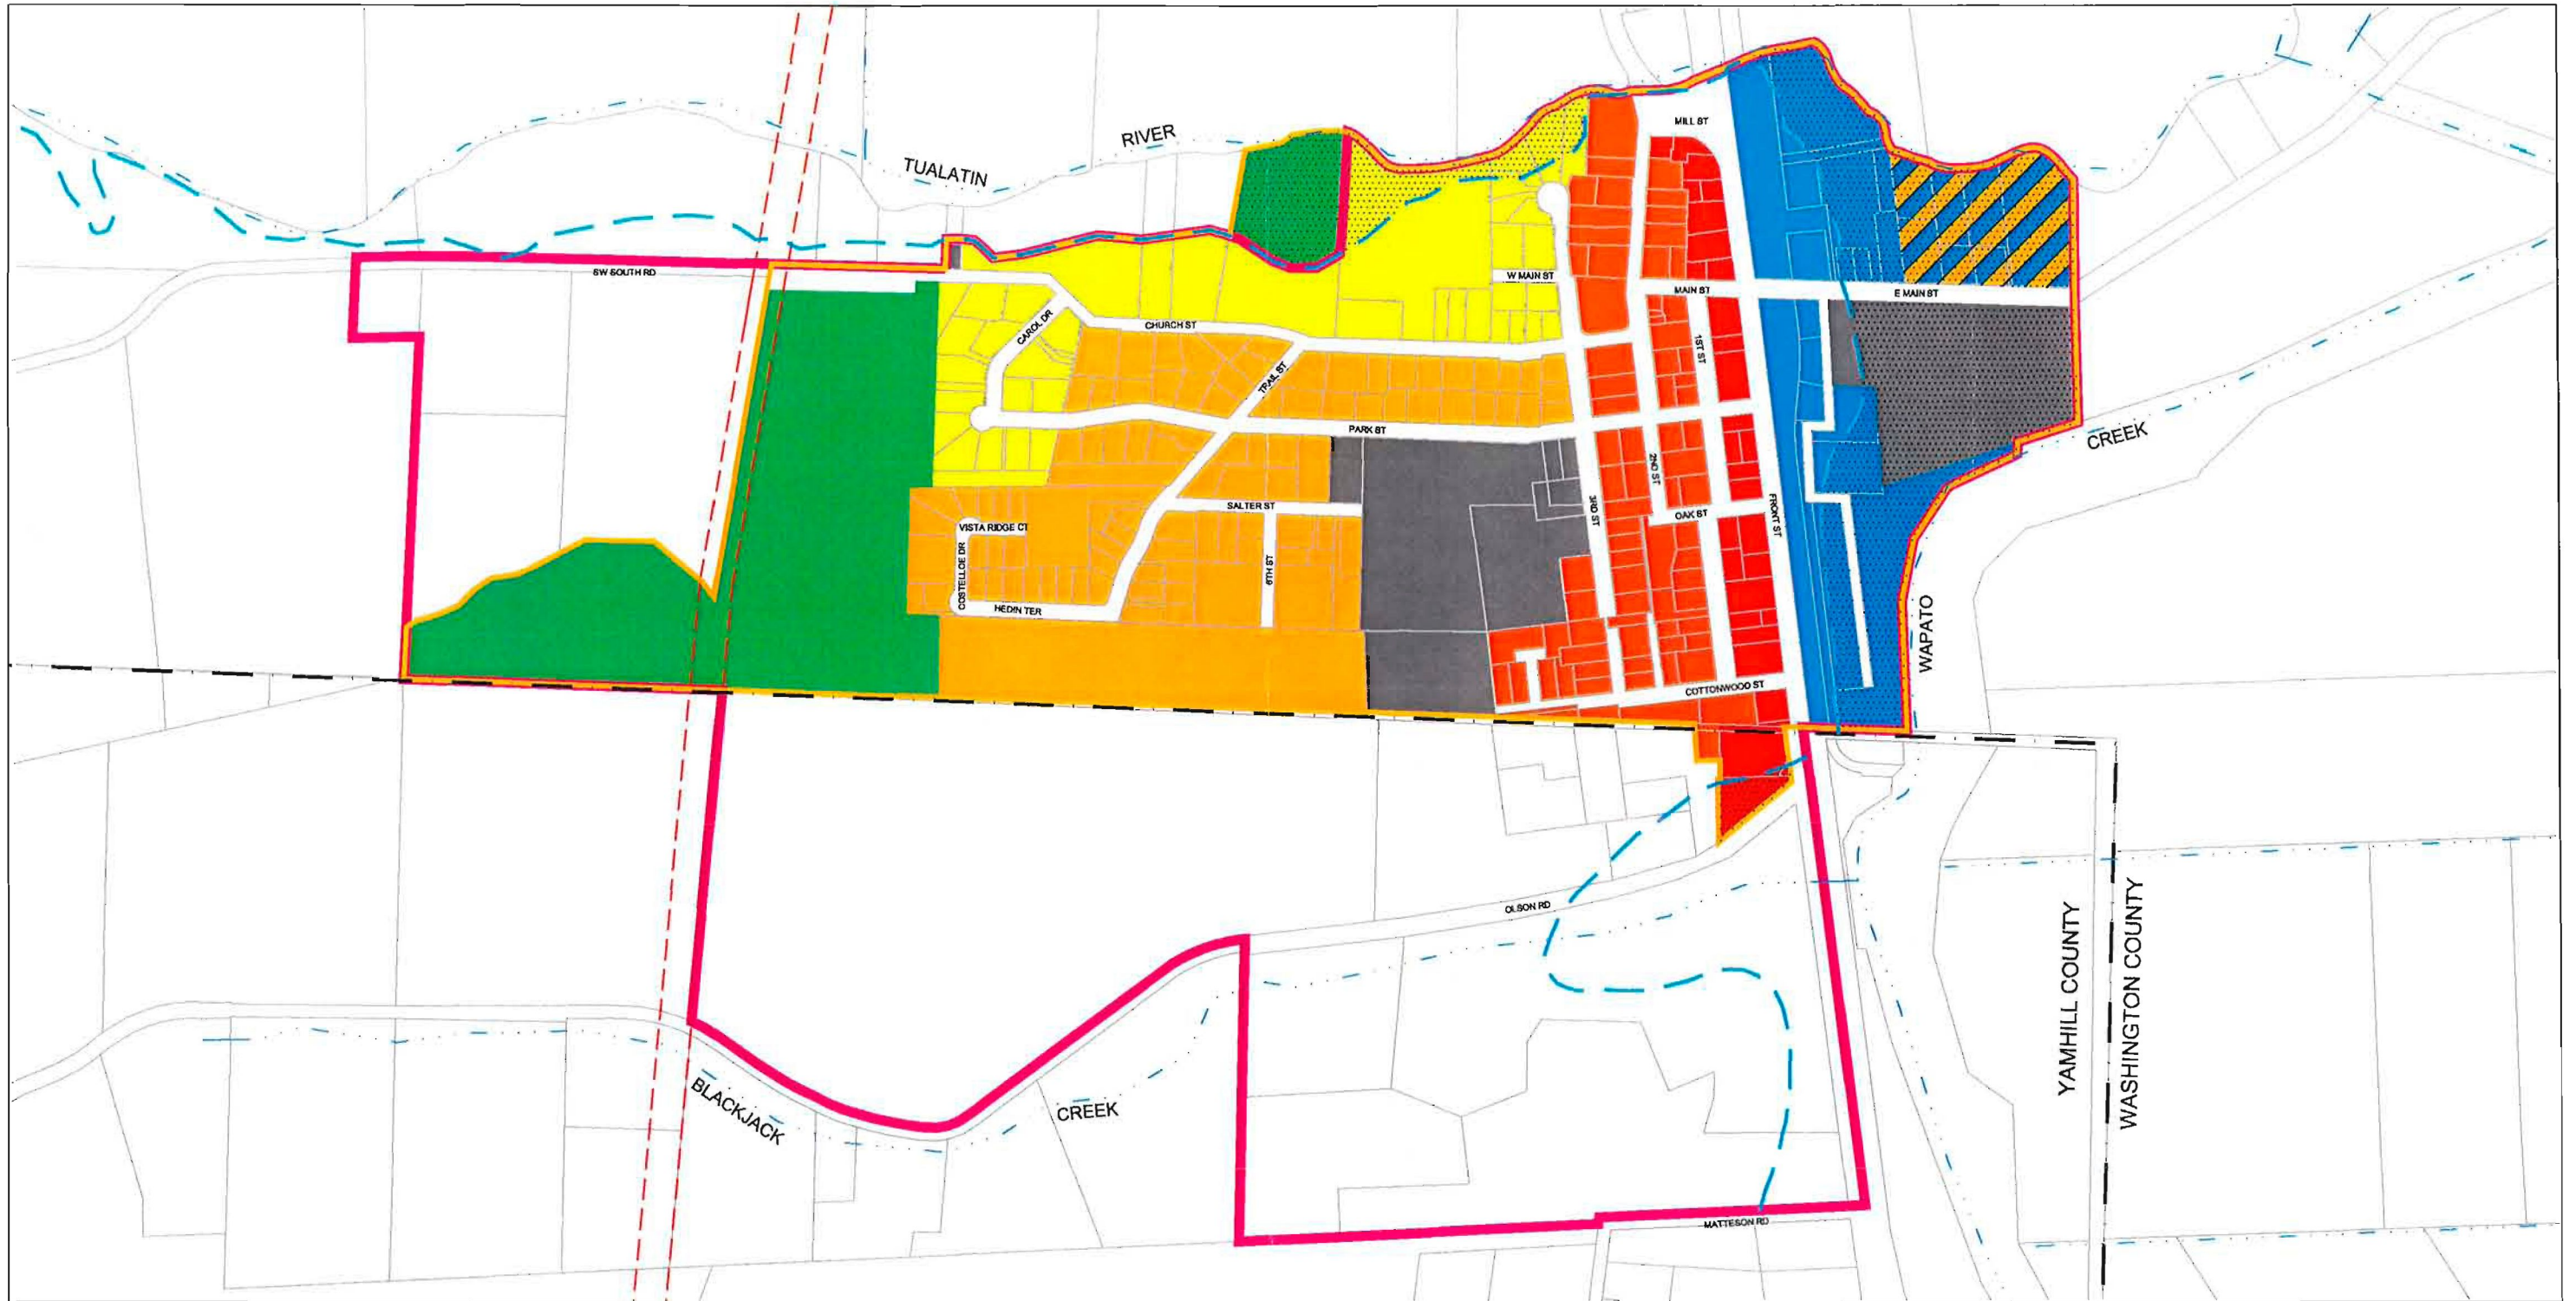 MILL ST
RIVER
TUALATIN
SW SOUTH RD
W MAIN ST
MAIN ST
E MAIN ST
CAROL DR
CHURCH ST
1ST ST
TRAIL ST
PARK ST
CREEK
2ND ST
3RD ST
SALTER ST
OAK ST
FRONT ST
VISTA RIDGE CT
COSTELLOE DR
6TH ST
HEDIN TER
WAPATO
COTTONWOOD ST
OLSON RD
YAMHILL COUNTY
WASHINGTON COUNTY
BLACKJACK
CREEK
MATTESON RD